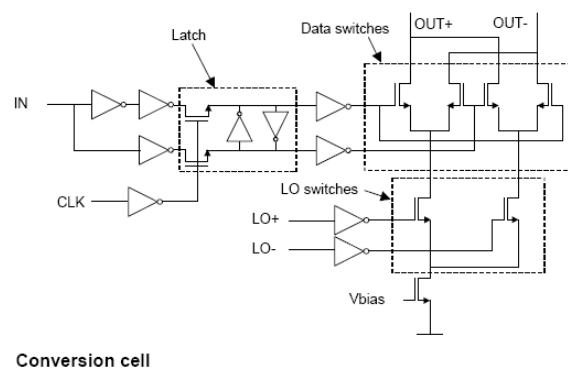 OUT+
OUT-
Latch
Data switches
IN
LO switches
CLK
LO+
LO-
Vbias
Conversion cell